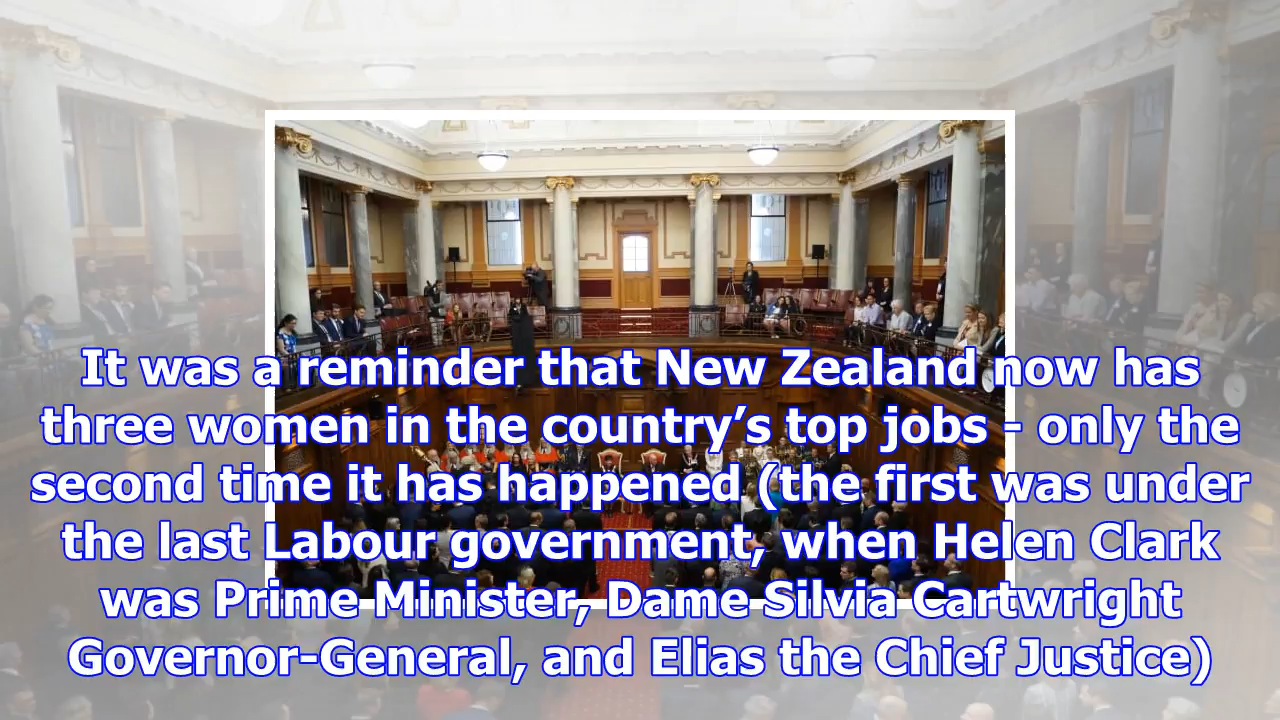 It was a reminder that New Zealand now has
three women in the country’s top jobs - only the
second time it has happened (the first was under
the last Labour government, when Helen Clark
was Prime Minister, Dame Silvia Cartwright
Governor-General, and Elias the Chief Justice)